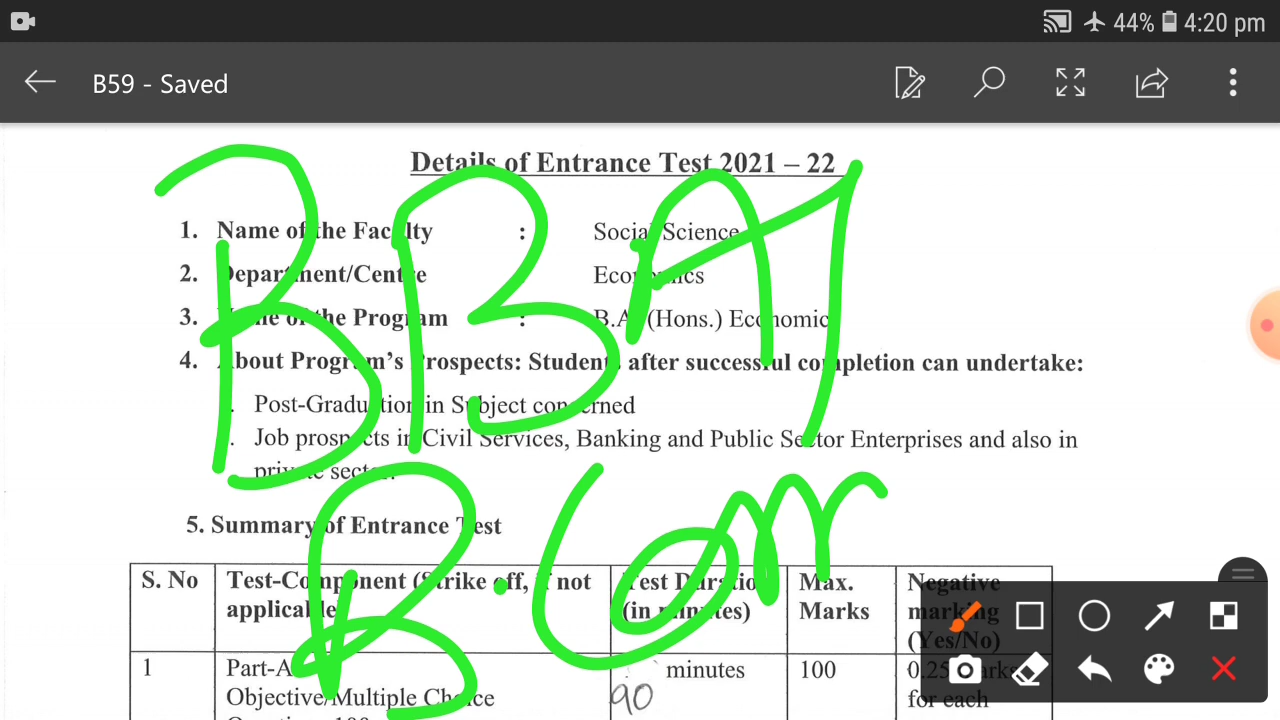 44% 4:20 pm
B59 - Saved
Details of Entrance Test 2021 – 22
1. Name of the Faculty : Social Science
2. Department/Centre Economics
3. Name of the Program : B.A. (Hons.) Economics
4. About Program's Prospects: Students after successful completion can undertake:
. Post-Graduation in Subject concerned
. Job prospects in Civil Services, Banking and Public Sector Enterprises and also in
private sector.
BBA
B.Com
5. Summary of Entrance Test
S. No Test-Component (Strike off, if not applicable Test Duration (in minutes) Max. Marks Negative marking (Yes/No)
1 Part-A 90 minutes 100 0.25 marks for each
Objective/Multiple Choice